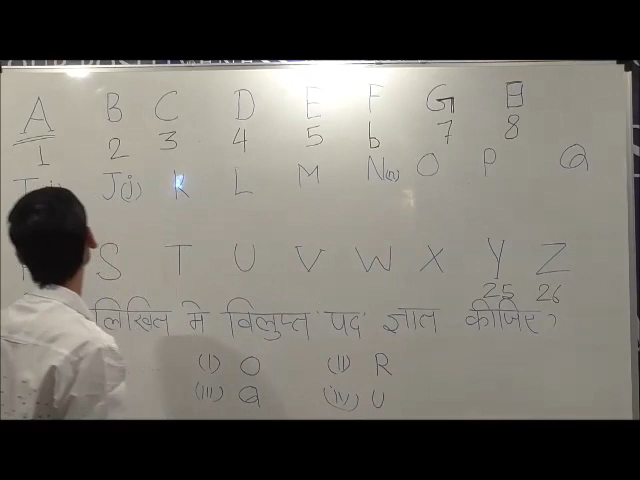 A B C D E F G H
1 2 3 4 5 6 7 8
J(j) K L M N(n) O P Q
S T U V W X Y Z
25 26
लिखित मे विलुप्त पद ज्ञात कीजिए?
(i) O (ii) R
(iii) Q (iv) U